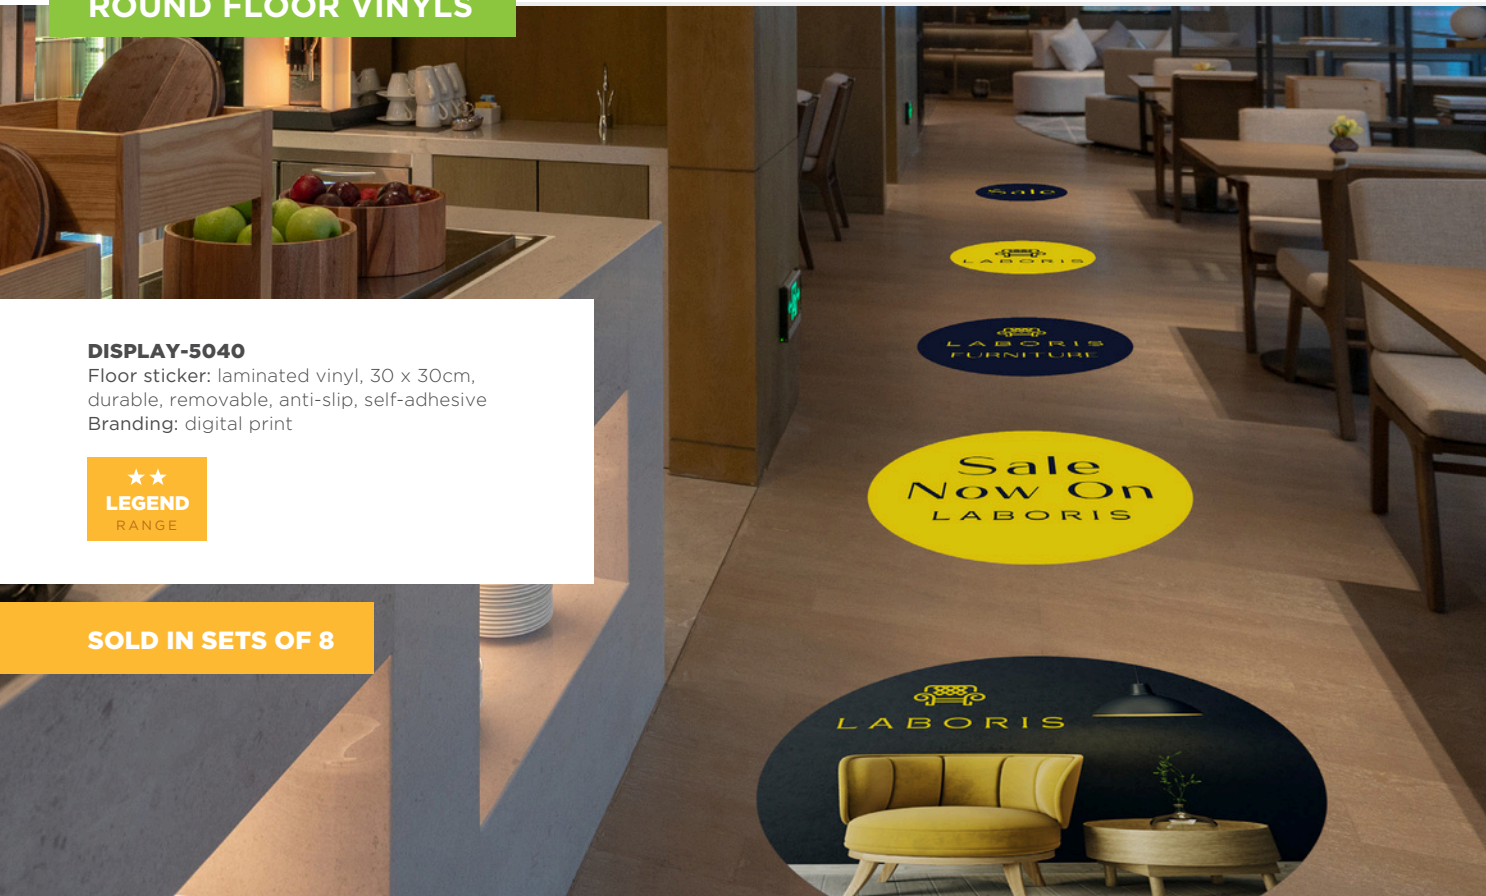 ROUND FLOOR VINYLS
DISPLAY-5040
Floor sticker: laminated vinyl, 30 x 30cm,
durable, removable, anti-slip, self-adhesive
Branding: digital print
★★
LEGEND
RANGE
SOLD IN SETS OF 8
Sale
LABORIS
LABORIS
FURNITURE
Sale
Now On
LABORIS
LABORIS